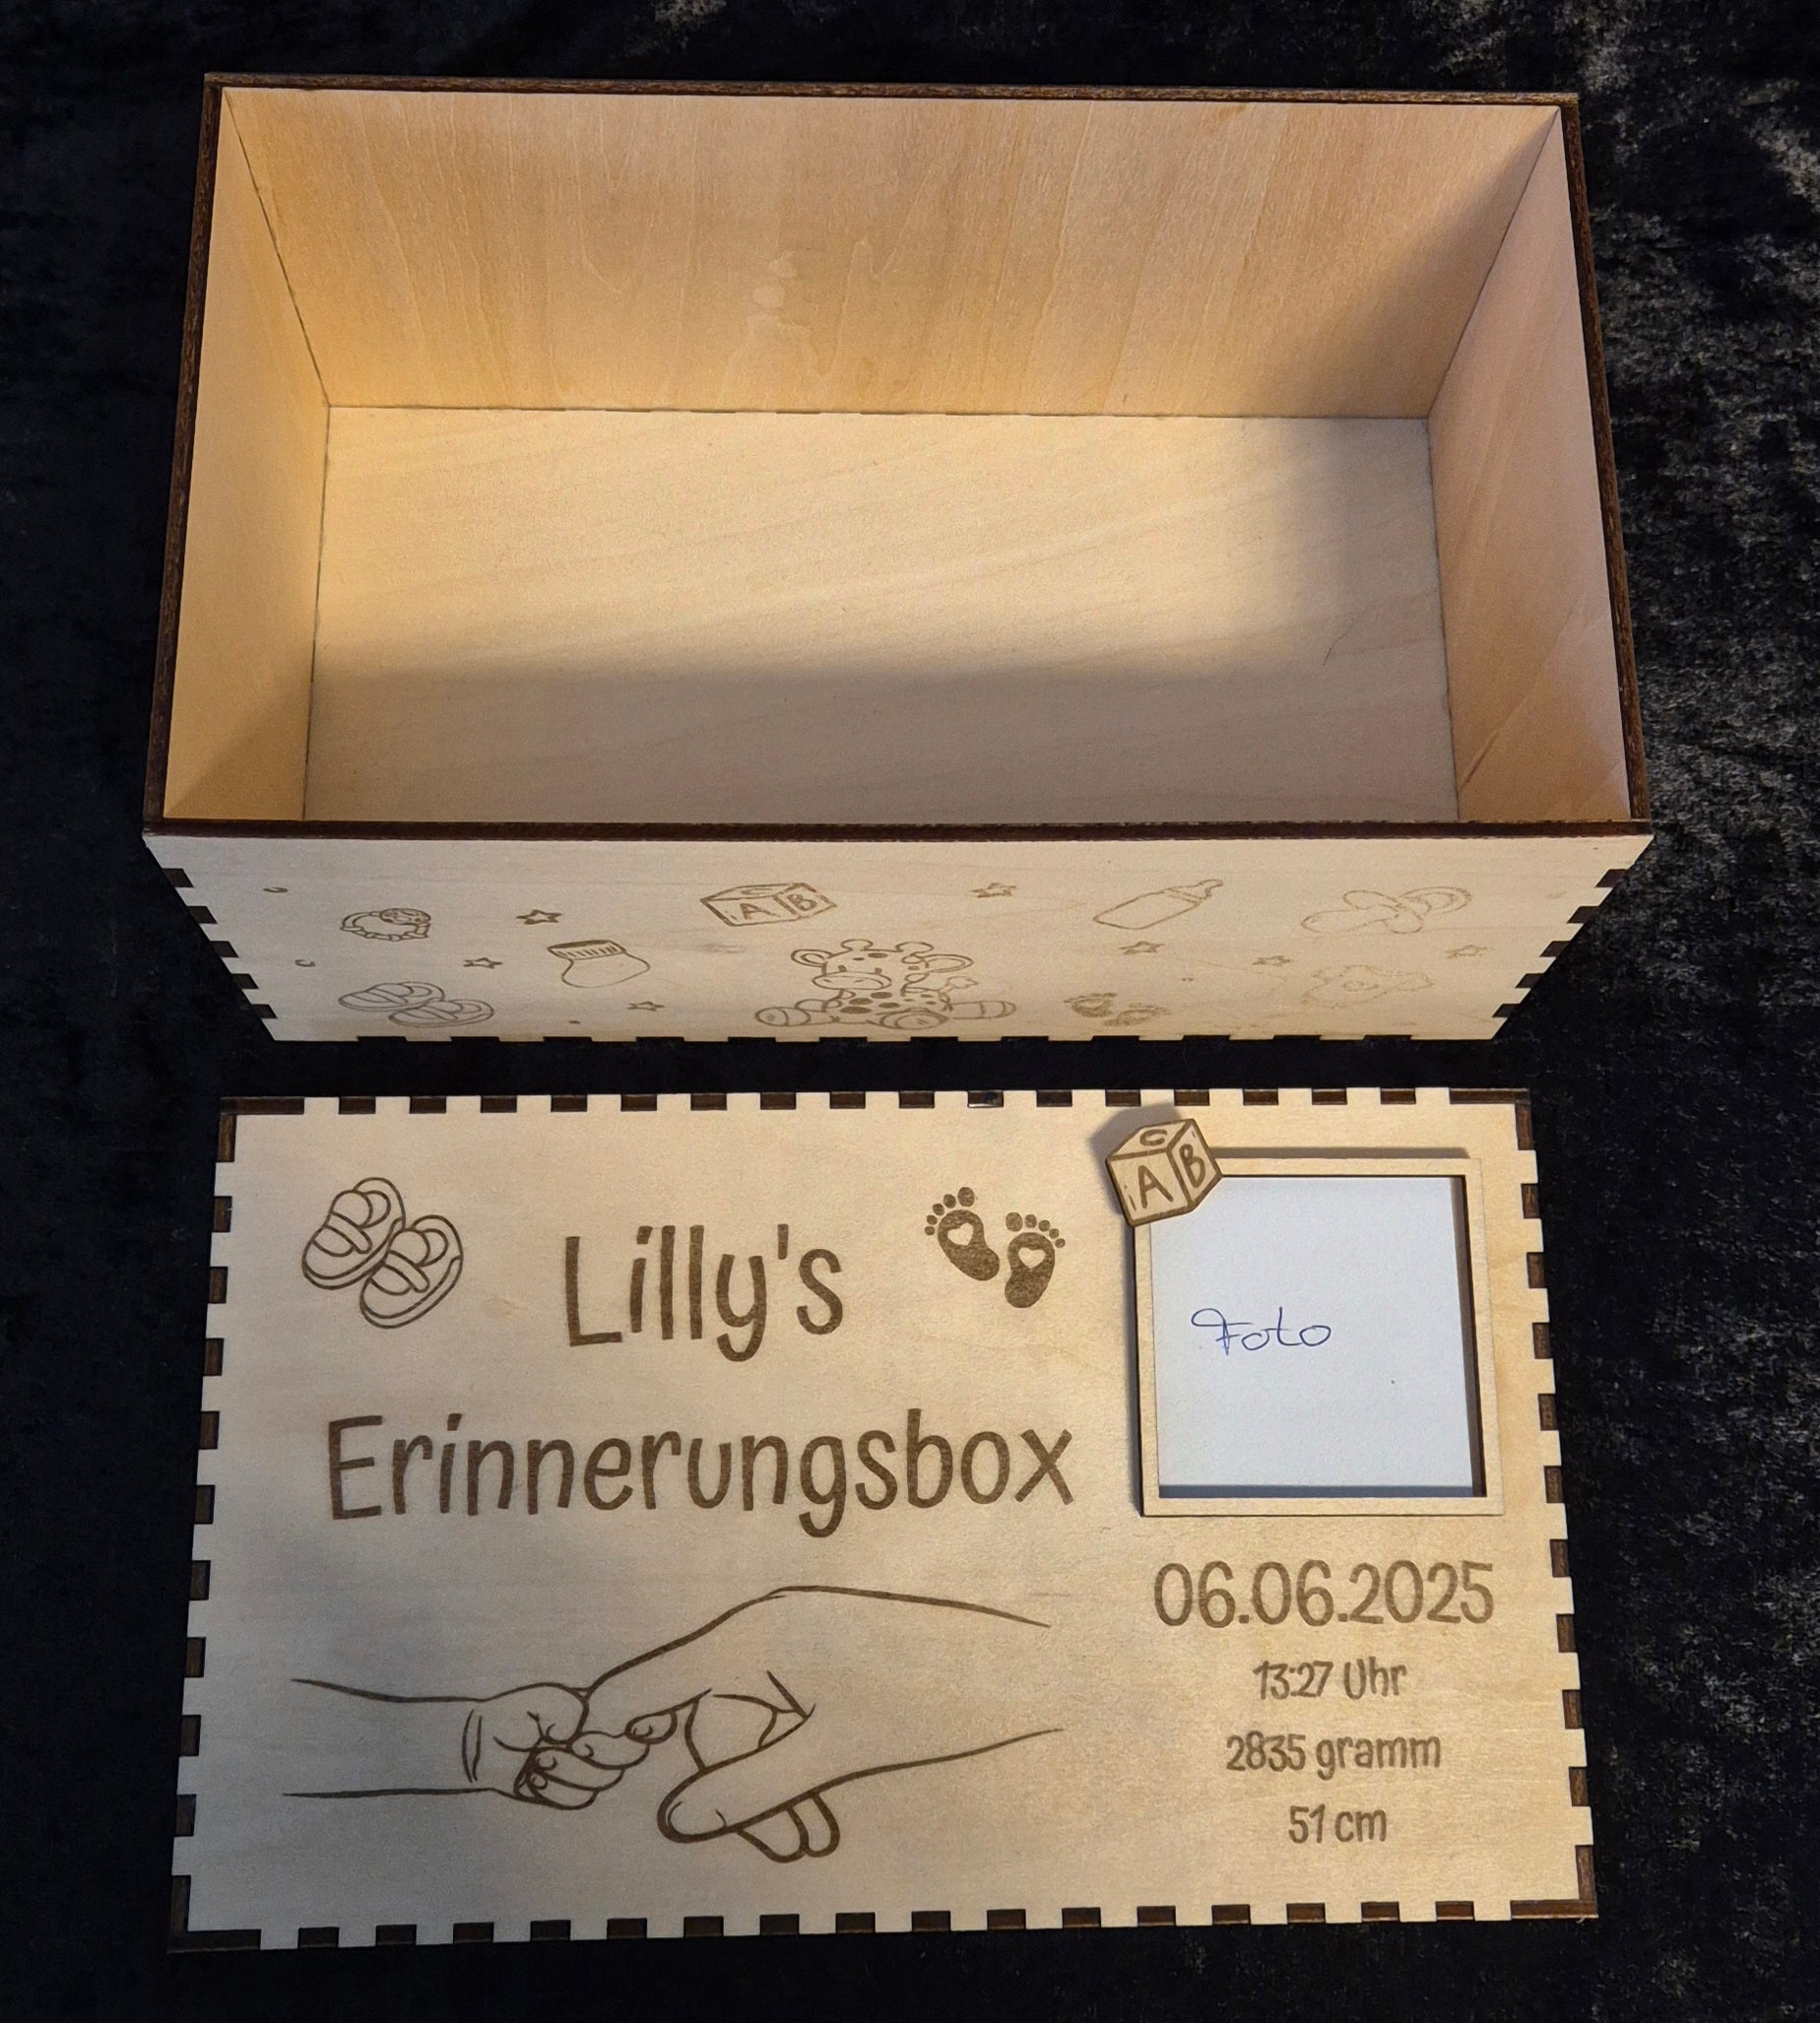 A B
C
A B
Lilly's
Erinnerungsbox
Foto
06.06.2025
13:27 Uhr
2835 gramm
51 cm